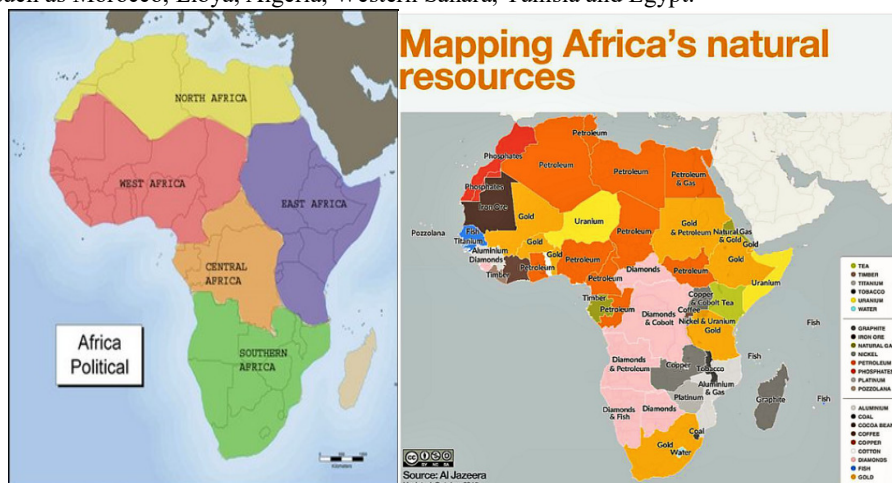 such as Morocco, Libya, Algeria, Western Sahara, Tunisia and Egypt.
NORTH AFRICA
WEST AFRICA
EAST AFRICA
CENTRAL
AFRICA
SOUTHERN
AFRICA
Africa
Political
Mapping Africa's natural
resources
Petroleum
Phosphates
Petroleum
Petroleum
Petroleum
& Gas
Phosphates
Iron Ore
Gold
Uranium
Gold
& Petroleum
Natural Gas
& Gold
Pozzolana
Fish
Titanium
Petroleum
Gold
Gold
Gold
Aluminium
Diamonds
Timber
Petroleum
Gold
Petroleum
Petroleum
Diamonds
Petroleum
Uranium
Timber
Petroleum
Diamonds
& Cobalt
Copper
& Cobalt
Tea
Coffee
Nickel & Uranium
Gold
Fish
Diamonds
& Petroleum
Copper
Tobacco
Aluminium
& Gas
Fish
Platinum
Diamonds
& Fish
Diamonds
Graphite
Fish
Coal
Gold
Water
TEA
TIMBER
TITANIUM
TOBACCO
URANIUM
WATER
GRAPHITE
IRON ORE
NATURAL GA
NICKEL
PETROLEUM
PHOSPHATES
PLATINUM
POZZOLANA
ALUMINIUM
COAL
COCOA BEAN
COFFEE
COPPER
COTTON
DIAMONDS
FISH
GOLD
Source: Al Jazeera